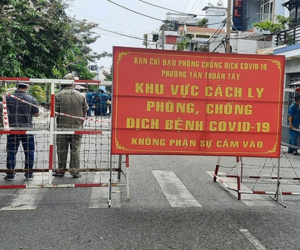 BAN CHỈ ĐẠO PHÒNG CHỐNG DỊCH COVID-19
PHƯỜNG TÂN THUẬN TÂY
KHU VỰC CÁCH LY
PHÒNG, CHỐNG
DỊCH BỆNH COVID-19
KHÔNG PHẬN SỰ CẤM VÀO